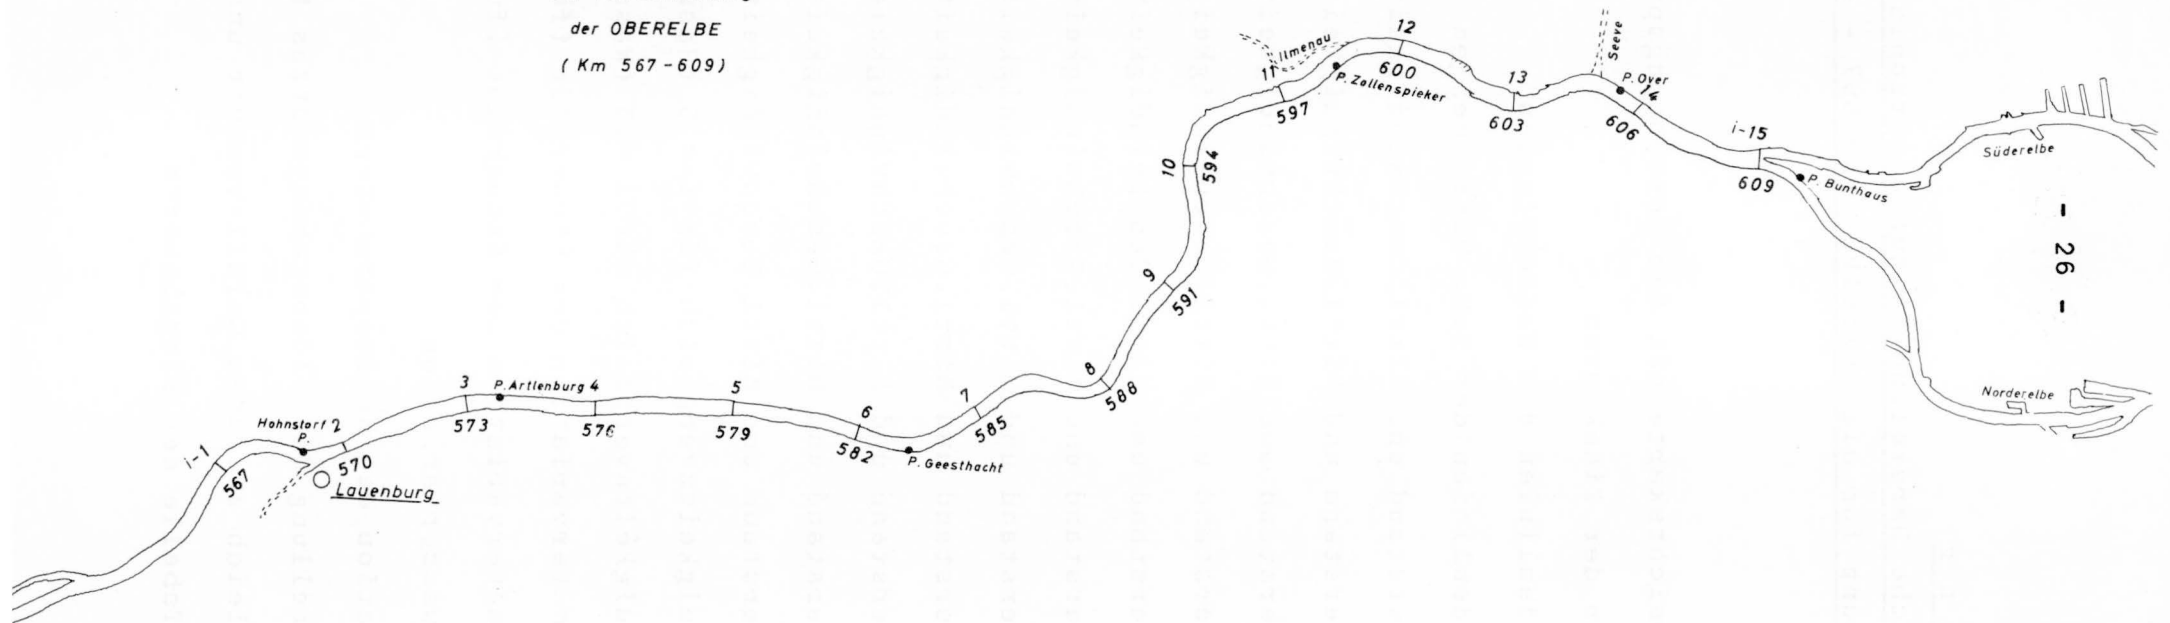 der OBERELBE
( Km 567 - 609 )
i-1
567
Hohnstorf 2
P.
570
Lauenburg
3
P. Artlenburg 4
573
576
5
579
6
582
P. Geesthacht
7
585
8
588
9
591
10
594
11
Ilmenau
597
P. Zollenspieker
12
600
13
603
Seeve
P. Over
14
606
i-15
609
P. Bunthaus
Süderelbe
Norderelbe
- 26 -